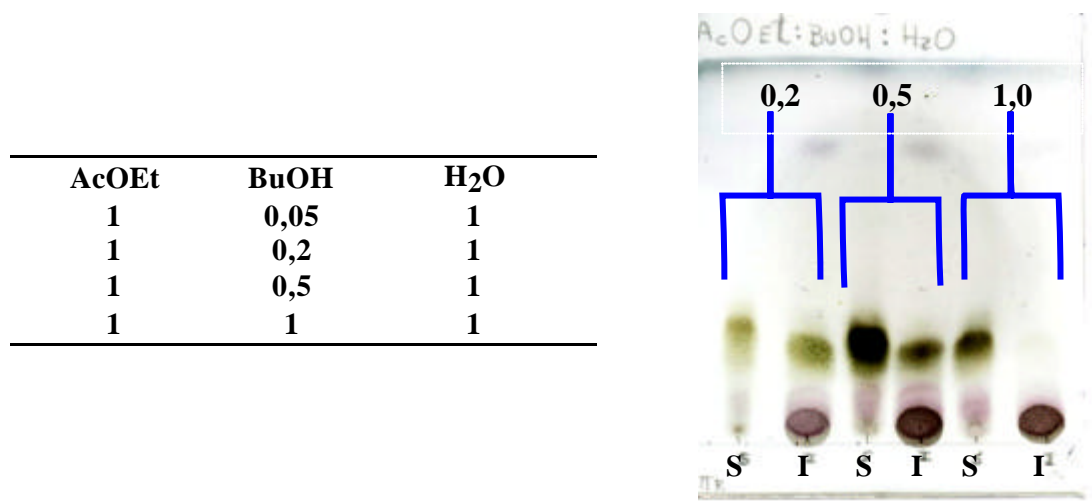 AcOEt BuOH H2O
1 0,05 1
1 0,2 1
1 0,5 1
1 1 1
AcOEt:BuOH:H2O
0,2 0,5 1,0
S I S I S I